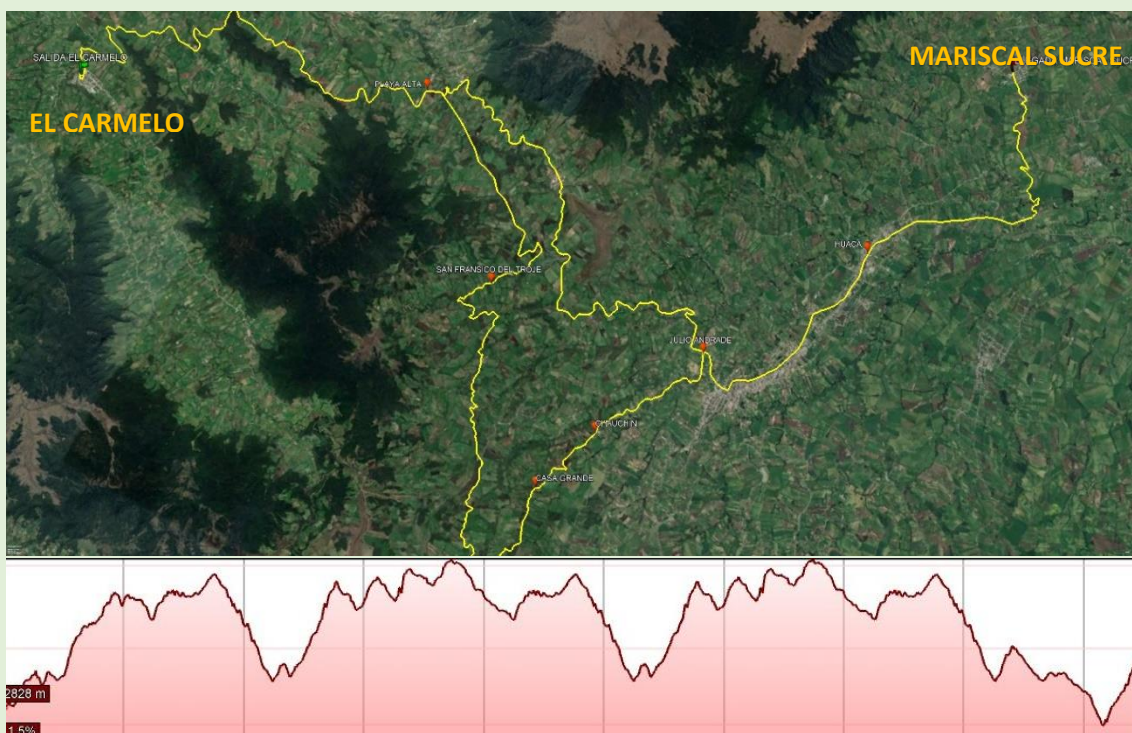 SALIDA EL CARMELO
MARISCAL SUCRE
EL CARMELO
PLAYA ALTA
HUACA
SAN FRANSICO DEL TROJE
JULIO ANDRADE
CHAUCHIN
CASA GRANDE
2828 m
1.5%